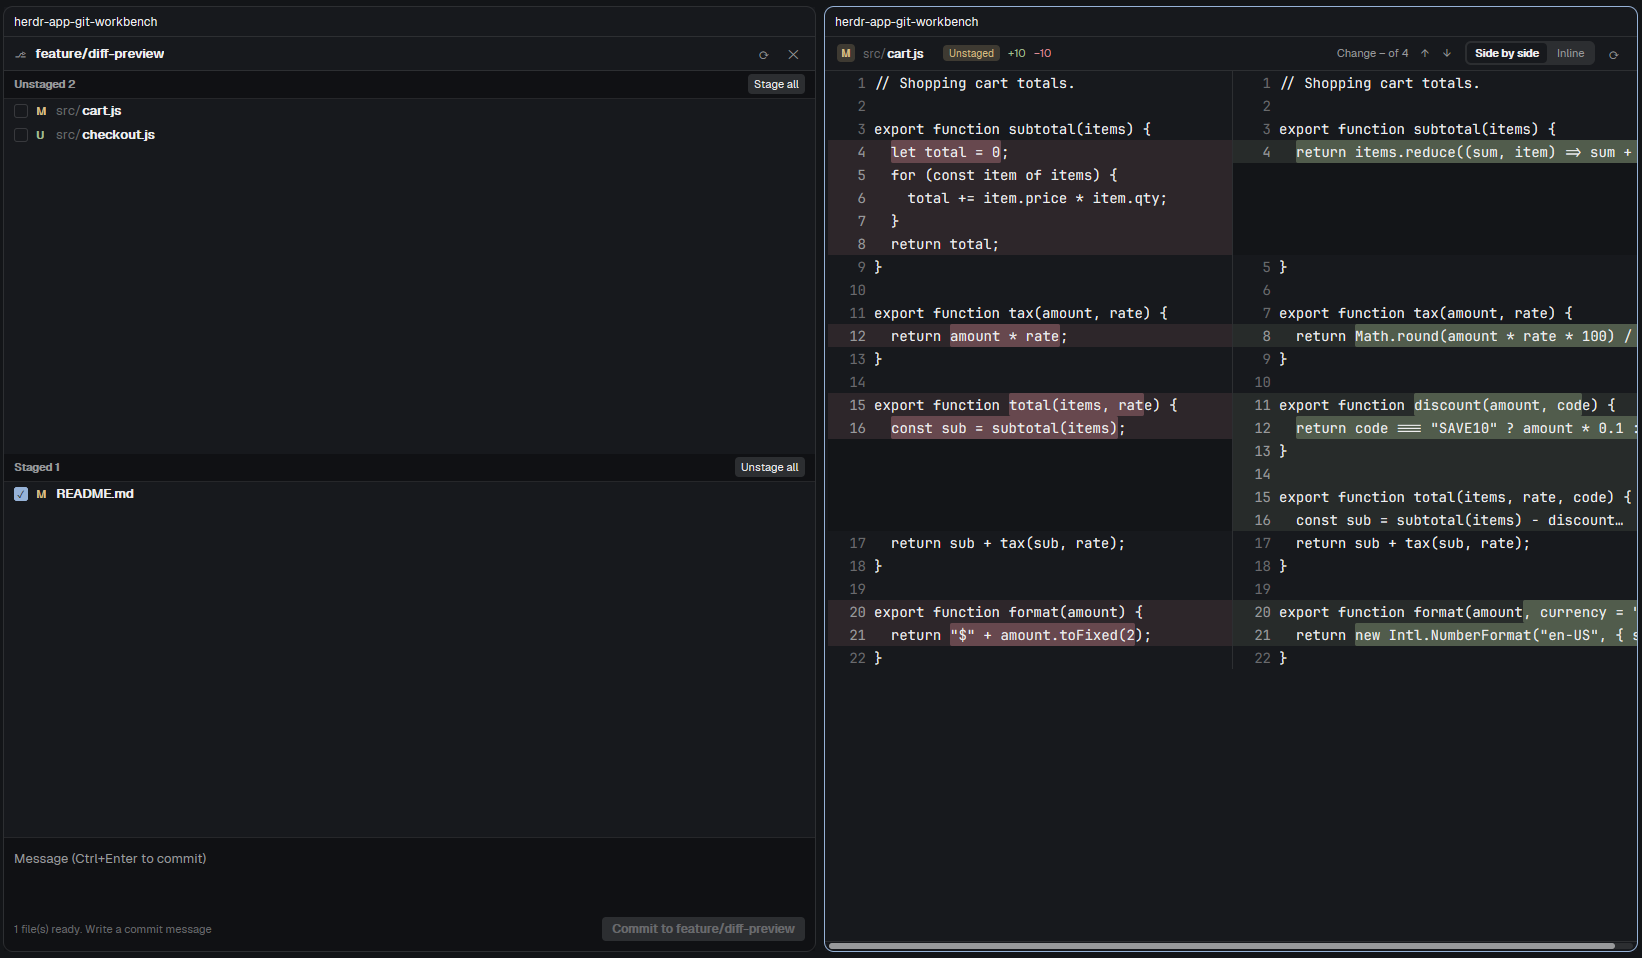 herdr-app-git-workbench
feature/diff-preview
Unstaged 2
Stage all
M src/cart.js
U src/checkout.js
Staged 1
Unstage all
M README.md
Message (Ctrl+Enter to commit)
1 file(s) ready. Write a commit message
Commit to feature/diff-preview
herdr-app-git-workbench
M src/cart.js Unstaged +10 −10 Change – of 4 ↑ ↓ Side by side Inline
1 // Shopping cart totals.
2
3 export function subtotal(items) {
4 let total = 0;
5 for (const item of items) {
6 total += item.price * item.qty;
7 }
8 return total;
9 }
10
11 export function tax(amount, rate) {
12 return amount * rate;
13 }
14
15 export function total(items, rate) {
16 const sub = subtotal(items);
17 return sub + tax(sub, rate);
18 }
19
20 export function format(amount) {
21 return "$" + amount.toFixed(2);
22 }
1 // Shopping cart totals.
2
3 export function subtotal(items) {
4 return items.reduce((sum, item) => sum +
5 }
6
7 export function tax(amount, rate) {
8 return Math.round(amount * rate * 100) /
9 }
10
11 export function discount(amount, code) {
12 return code === "SAVE10" ? amount * 0.1 :
13 }
14
15 export function total(items, rate, code) {
16 const sub = subtotal(items) - discount…
17 return sub + tax(sub, rate);
18 }
19
20 export function format(amount, currency = "
21 return new Intl.NumberFormat("en-US", { s
22 }